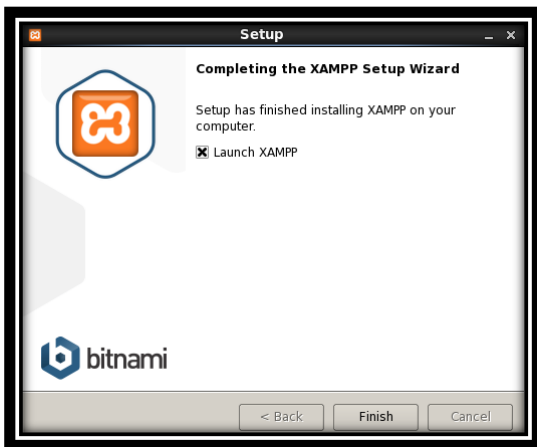 Setup
Completing the XAMPP Setup Wizard
Setup has finished installing XAMPP on your
computer.
Launch XAMPP
bitnami
< Back
Finish
Cancel